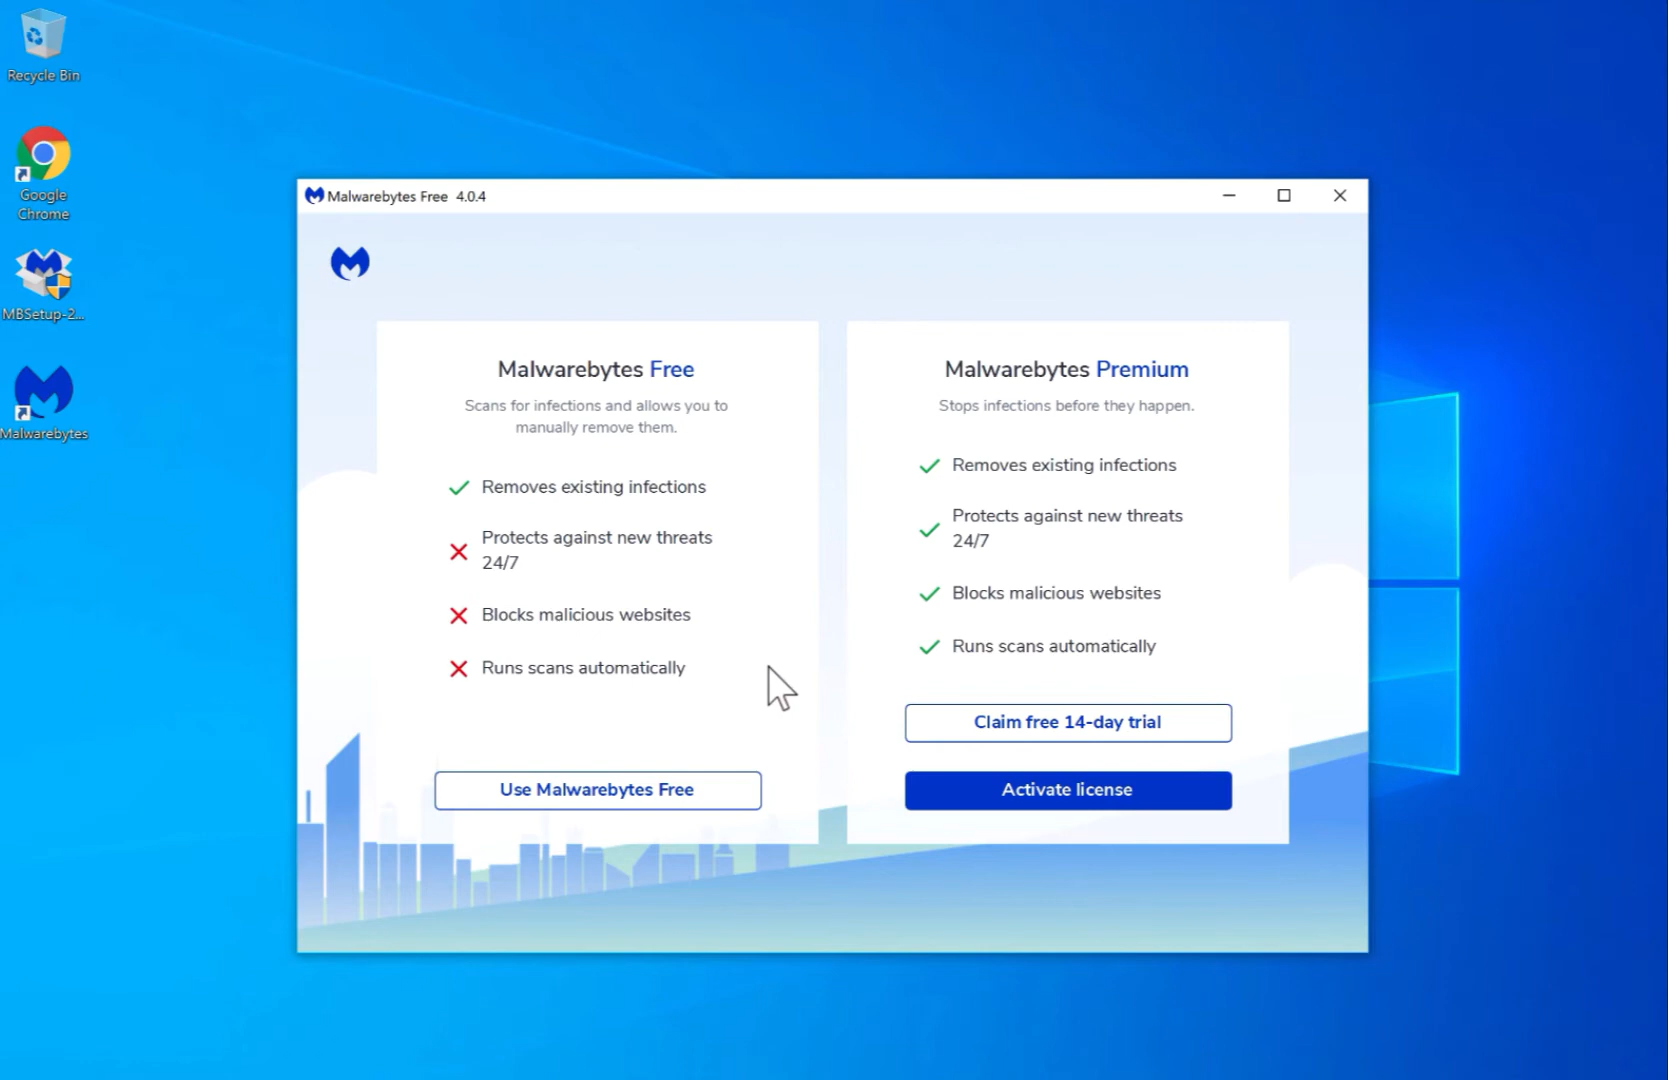 Recycle Bin
Google
Chrome
MBSetup-2...
Malwarebytes
Malwarebytes Free 4.0.4
Malwarebytes Free
Scans for infections and allows you to
manually remove them.
Removes existing infections
Protects against new threats
24/7
Blocks malicious websites
Runs scans automatically
Use Malwarebytes Free
Malwarebytes Premium
Stops infections before they happen.
Removes existing infections
Protects against new threats
24/7
Blocks malicious websites
Runs scans automatically
Claim free 14-day trial
Activate license